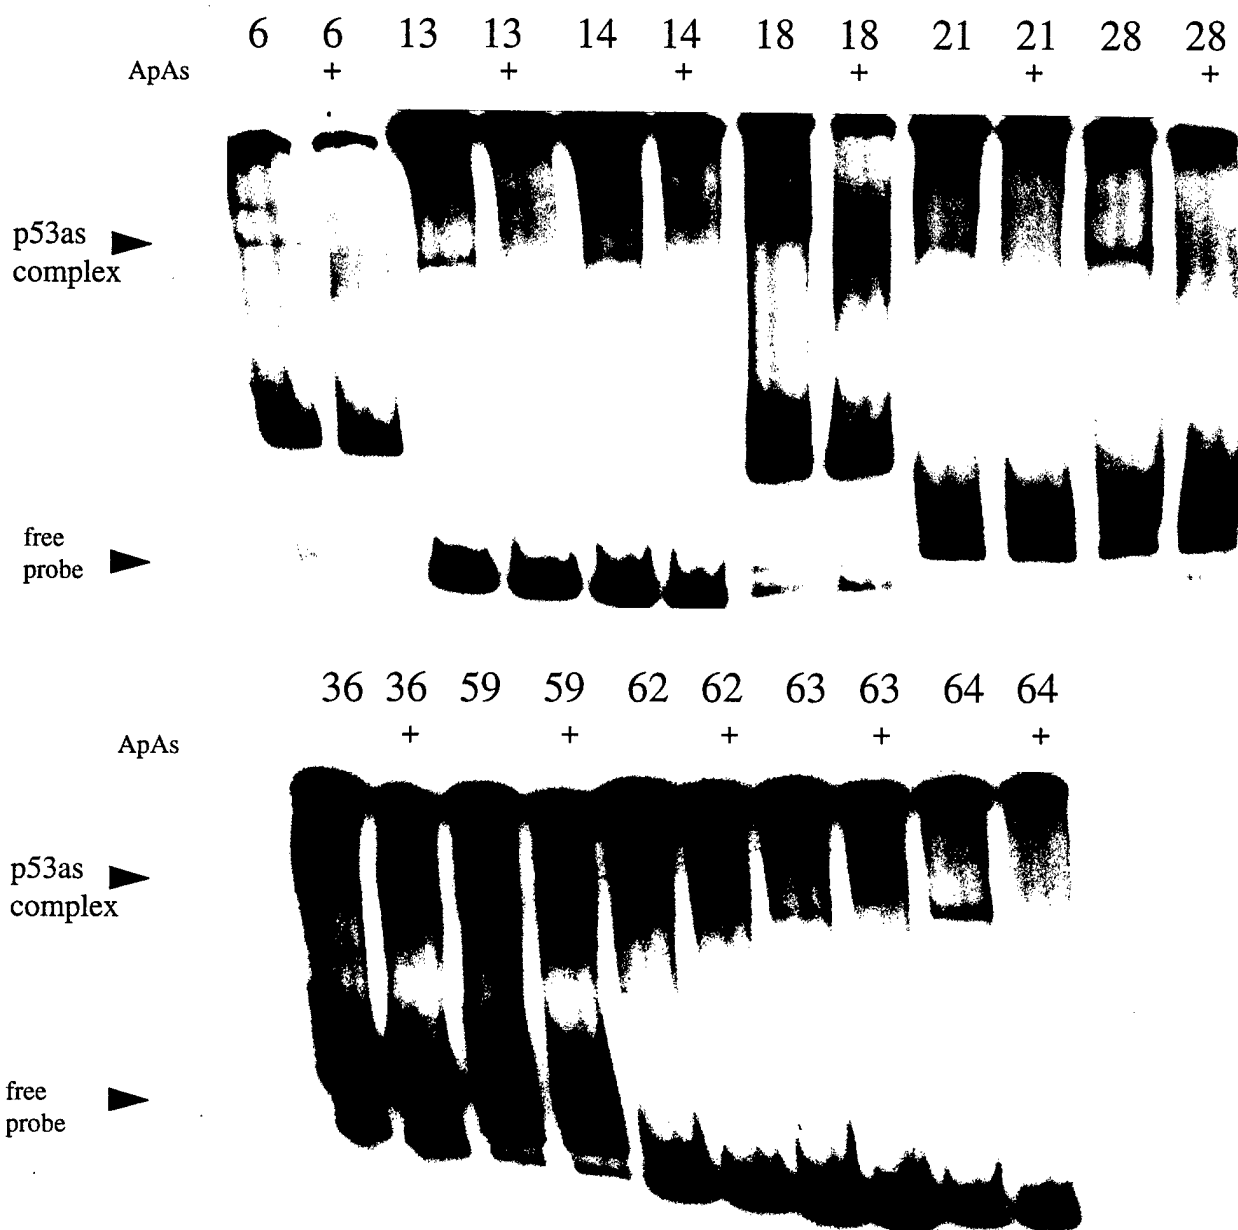 6 6 13 13 14 14 18 18 21 21 28 28
ApAs + + + + + +
p53as
complex
free
probe
36 36 59 59 62 62 63 63 64 64
ApAs + + + + +
p53as
complex
free
probe